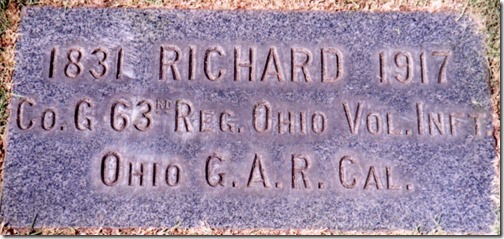 1831 RICHARD 1917
Co. G 63RD REG. OHIO VOL. INFT.
OHIO G. A. R. CAL.